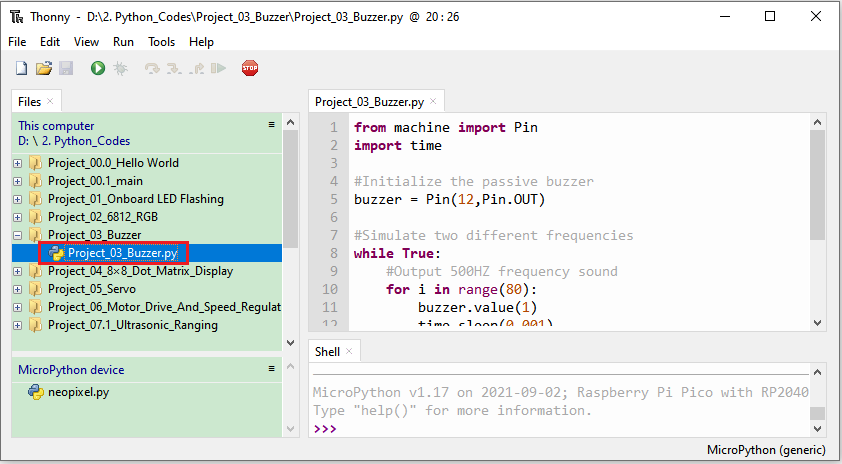 Thonny - D:\2. Python_Codes\Project_03_Buzzer\Project_03_Buzzer.py @ 20 : 26
File Edit View Run Tools Help
STOP
Files ×
This computer
D: \ 2. Python_Codes
Project_00.0_Hello World
Project_00.1_main
Project_01_Onboard LED Flashing
Project_02_6812_RGB
Project_03_Buzzer
Project_03_Buzzer.py
Project_04_8×8_Dot_Matrix_Display
Project_05_Servo
Project_06_Motor_Drive_And_Speed_Regulat
Project_07.1_Ultrasonic_Ranging
MicroPython device
neopixel.py
Project_03_Buzzer.py ×
1 from machine import Pin
2 import time
3
4 #Initialize the passive buzzer
5 buzzer = Pin(12,Pin.OUT)
6
7 #Simulate two different frequencies
8 while True:
9 #Output 500HZ frequency sound
10 for i in range(80):
11 buzzer.value(1)
12 time.sleep(0.001)
Shell ×
MicroPython v1.17 on 2021-09-02; Raspberry Pi Pico with RP2040
Type "help()" for more information.
>>>
MicroPython (generic)